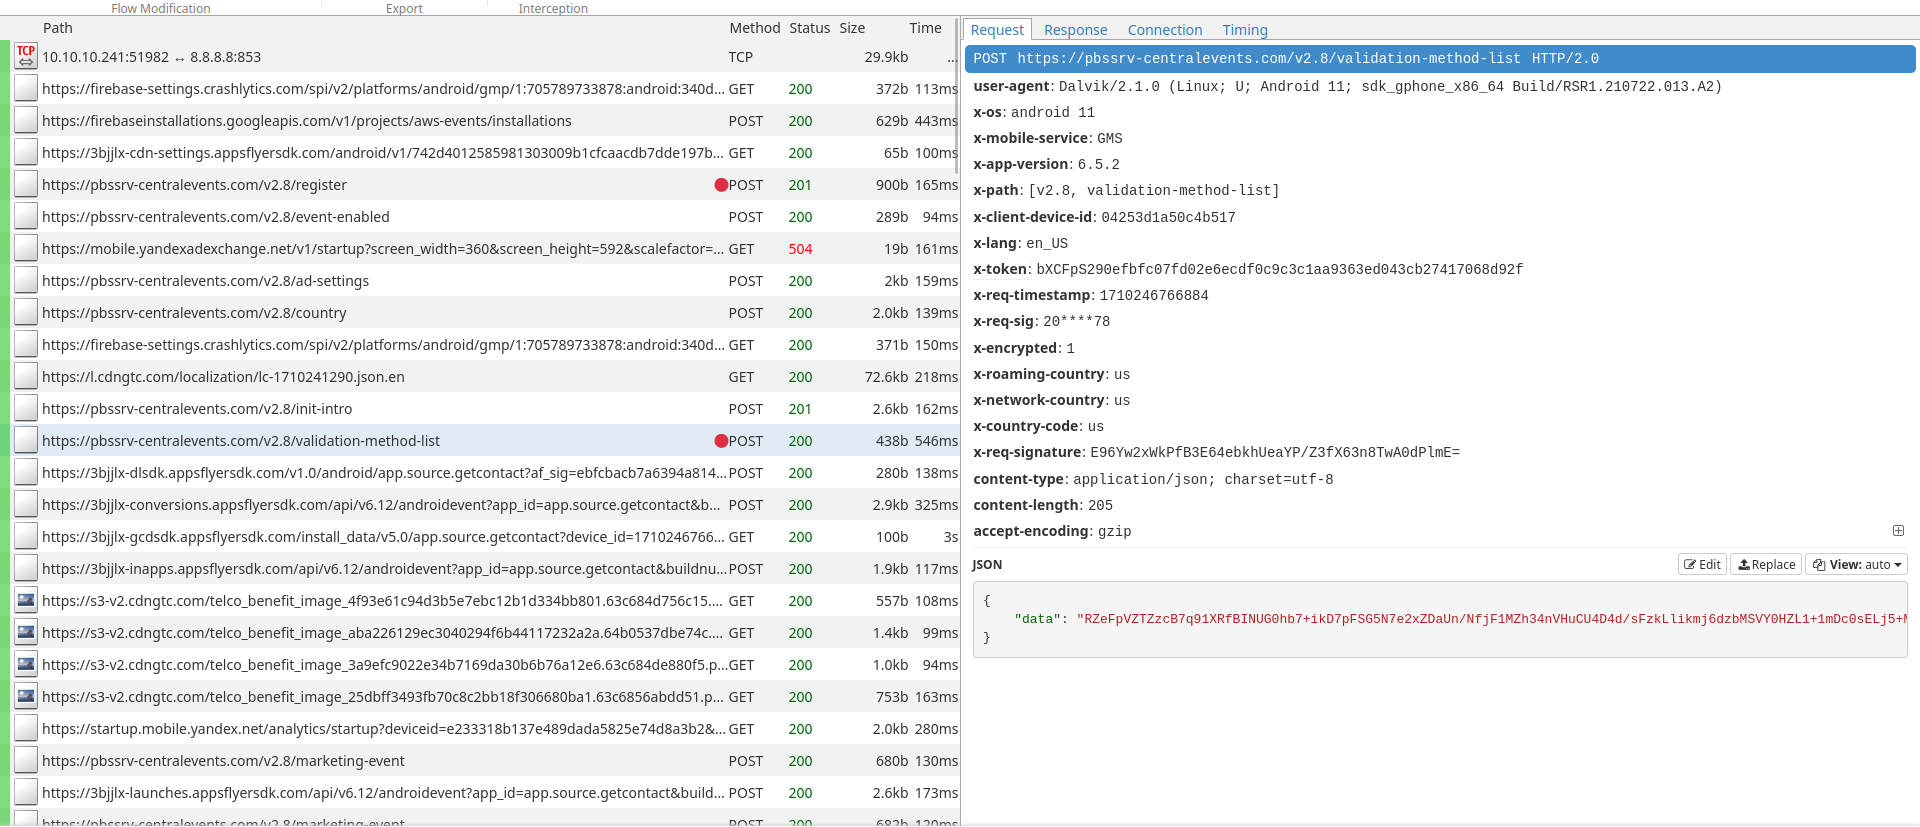 Flow Modification Export Interception
Path Method Status Size Time
TCP 10.10.10.241:51982 ↔ 8.8.8.8:853 TCP 29.9kb ...
https://firebase-settings.crashlytics.com/spi/v2/platforms/android/gmp/1:705789733878:android:340d... GET 200 372b 113ms
https://firebaseinstallations.googleapis.com/v1/projects/aws-events/installations POST 200 629b 443ms
https://3bjjlx-cdn-settings.appsflyersdk.com/android/v1/742d4012585981303009b1cfcaacdb7dde197b... GET 200 65b 100ms
https://pbssrv-centralevents.com/v2.8/register POST 201 900b 165ms
https://pbssrv-centralevents.com/v2.8/event-enabled POST 200 289b 94ms
https://mobile.yandexadexchange.net/v1/startup?screen_width=360&screen_height=592&scalefactor=... GET 504 19b 161ms
https://pbssrv-centralevents.com/v2.8/ad-settings POST 200 2kb 159ms
https://pbssrv-centralevents.com/v2.8/country POST 200 2.0kb 139ms
https://firebase-settings.crashlytics.com/spi/v2/platforms/android/gmp/1:705789733878:android:340d... GET 200 371b 150ms
https://l.cdngtc.com/localization/lc-1710241290.json.en GET 200 72.6kb 218ms
https://pbssrv-centralevents.com/v2.8/init-intro POST 201 2.6kb 162ms
https://pbssrv-centralevents.com/v2.8/validation-method-list POST 200 438b 546ms
https://3bjjlx-dlsdk.appsflyersdk.com/v1.0/android/app.source.getcontact?af_sig=ebfcbacb7a6394a814... POST 200 280b 138ms
https://3bjjlx-conversions.appsflyersdk.com/api/v6.12/androidevent?app_id=app.source.getcontact&b... POST 200 2.9kb 325ms
https://3bjjlx-gcdsdk.appsflyersdk.com/install_data/v5.0/app.source.getcontact?device_id=1710246766... GET 200 100b 3s
https://3bjjlx-inapps.appsflyersdk.com/api/v6.12/androidevent?app_id=app.source.getcontact&buildnu... POST 200 1.9kb 117ms
https://s3-v2.cdngtc.com/telco_benefit_image_4f93e61c94d3b5e7ebc12b1d334bb801.63c684d756c15.... GET 200 557b 108ms
https://s3-v2.cdngtc.com/telco_benefit_image_aba226129ec3040294f6b44117232a2a.64b0537dbe74c.... GET 200 1.4kb 99ms
https://s3-v2.cdngtc.com/telco_benefit_image_3a9efc9022e34b7169da30b6b76a12e6.63c684de880f5.p... GET 200 1.0kb 94ms
https://s3-v2.cdngtc.com/telco_benefit_image_25dbff3493fb70c8c2bb18f306680ba1.63c6856abdd51.p... GET 200 753b 163ms
https://startup.mobile.yandex.net/analytics/startup?deviceid=e233318b137e489dada5825e74d8a3b2&... GET 200 2.0kb 280ms
https://pbssrv-centralevents.com/v2.8/marketing-event POST 200 680b 130ms
https://3bjjlx-launches.appsflyersdk.com/api/v6.12/androidevent?app_id=app.source.getcontact&build... POST 200 2.6kb 173ms
https://pbssrv-centralevents.com/v2.8/marketing-event POST 200 682b 120ms
Request Response Connection Timing
POST https://pbssrv-centralevents.com/v2.8/validation-method-list HTTP/2.0
user-agent: Dalvik/2.1.0 (Linux; U; Android 11; sdk_gphone_x86_64 Build/RSR1.210722.013.A2)
x-os: android 11
x-mobile-service: GMS
x-app-version: 6.5.2
x-path: [v2.8, validation-method-list]
x-client-device-id: 04253d1a50c4b517
x-lang: en_US
x-token: bXCFpS290efbfc07fd02e6ecdf0c9c3c1aa9363ed043cb27417068d92f
x-req-timestamp: 1710246766884
x-req-sig: 20****78
x-encrypted: 1
x-roaming-country: us
x-network-country: us
x-country-code: us
x-req-signature: E96Yw2xWkPfB3E64ebkhUeaYP/Z3fX63n8TwA0dPlmE=
content-type: application/json; charset=utf-8
content-length: 205
accept-encoding: gzip
JSON Edit Replace View: auto
{
"data": "RZeFpVZTZzcB7q91XRfBINUG0hb7+ikD7pFSG5N7e2xZDaUn/NfjF1MZh34nVHuCU4D4d/sFzkLlikmj6dzbMSVY0HZL1+1mDc0sELj5+
}